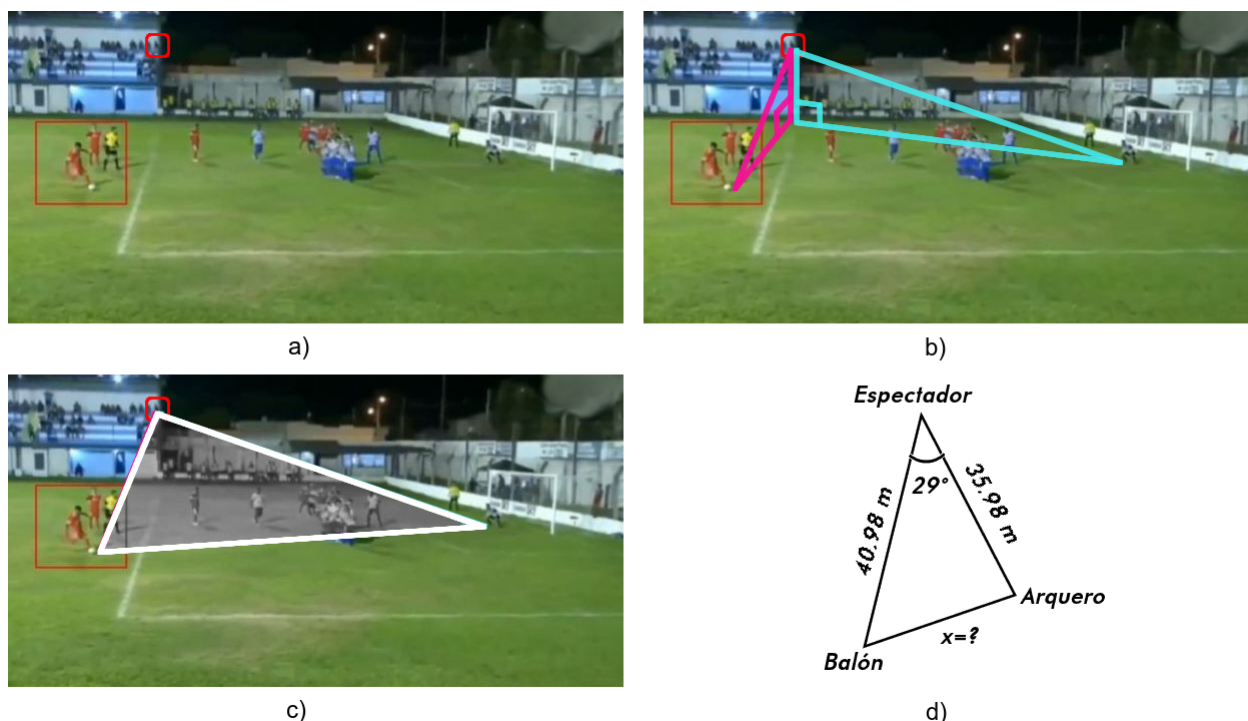 a)
b)
c)
Espectador
29°
40.98 m
35.98 m
Arquero
x=?
Balón
d)